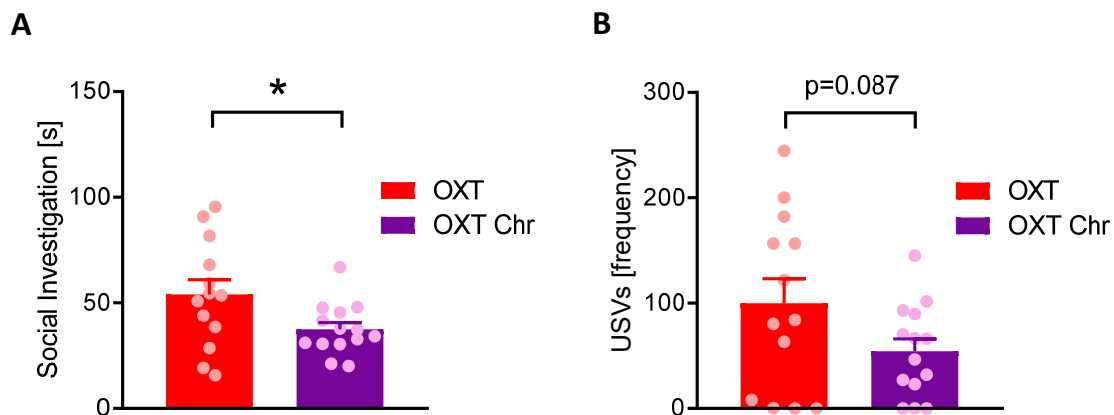 A
Social Investigation [s]
150
100
50
0
*
OXT
OXT Chr
B
USVs [frequency]
300
200
100
0
p=0.087
OXT
OXT Chr